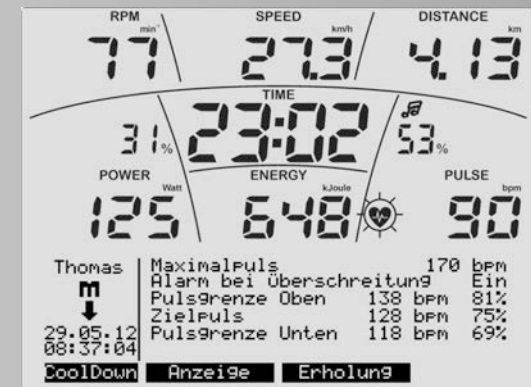 RPM SPEED DISTANCE
min⁻ km/h km
77 27.3 4.13
TIME
31% 23:02 53%
POWER ENERGY PULSE
Watt kJoule bpm
125 648 90
Thomas
m
29.05.12
08:37:04
Maximalpuls 170 bpm
Alarm bei Überschreitung Ein
Pulsgrenze Oben 138 bpm 81%
Zielpuls 128 bpm 75%
Pulsgrenze Unten 118 bpm 69%
CoolDown Anzeige Erholung